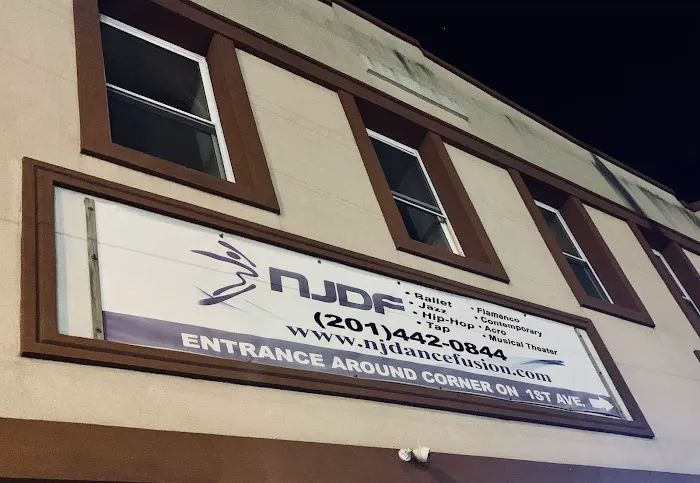 NJDF
• Ballet
• Jazz
• Hip-Hop
• Tap
• Flamenco
• Contemporary
• Acro
• Musical Theater
(201)442-0844
www.njdancefusion.com
ENTRANCE AROUND CORNER ON 1ST AVE.